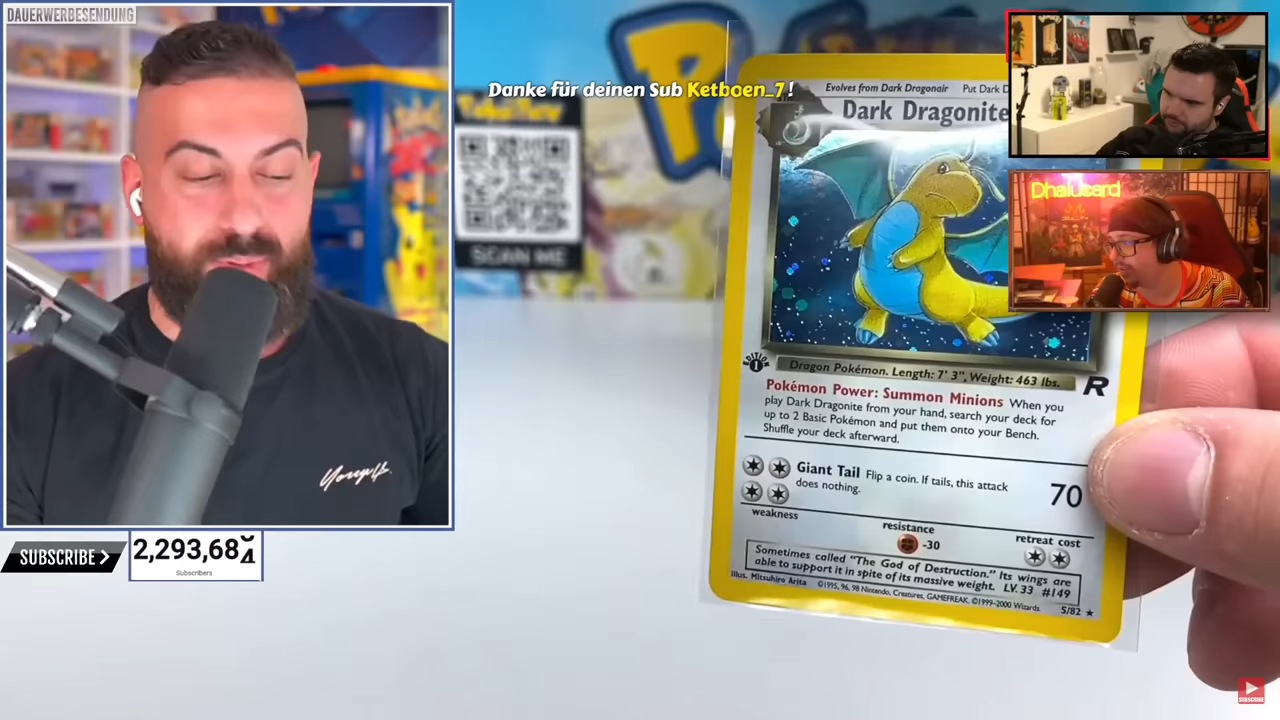 DAUERWERBESENDUNG
Danke für deinen Sub Ketboen_7 !
SCAN ME
Evolves from Dark Dragonair Put Dark D
Dark Dragonite
Dhalucard
EDITION
1
Dragon Pokémon. Length: 7' 3", Weight: 463 lbs.
R
Pokémon Power: Summon Minions When you
play Dark Dragonite from your hand, search your deck for
up to 2 Basic Pokémon and put them onto your Bench.
Shuffle your deck afterward.
Giant Tail Flip a coin. If tails, this attack
does nothing.
70
weakness
resistance
-30
retreat cost
Sometimes called "The God of Destruction." Its wings are
able to support it in spite of its massive weight. LV. 33 #149
Illus. Mitsuhiro Arita ©1995, 96, 98 Nintendo, Creatures, GAMEFREAK. ©1999-2000 Wizards. 5/82 ★
SUBSCRIBE
2,293,68
Subscribers
SUBSCRIBE